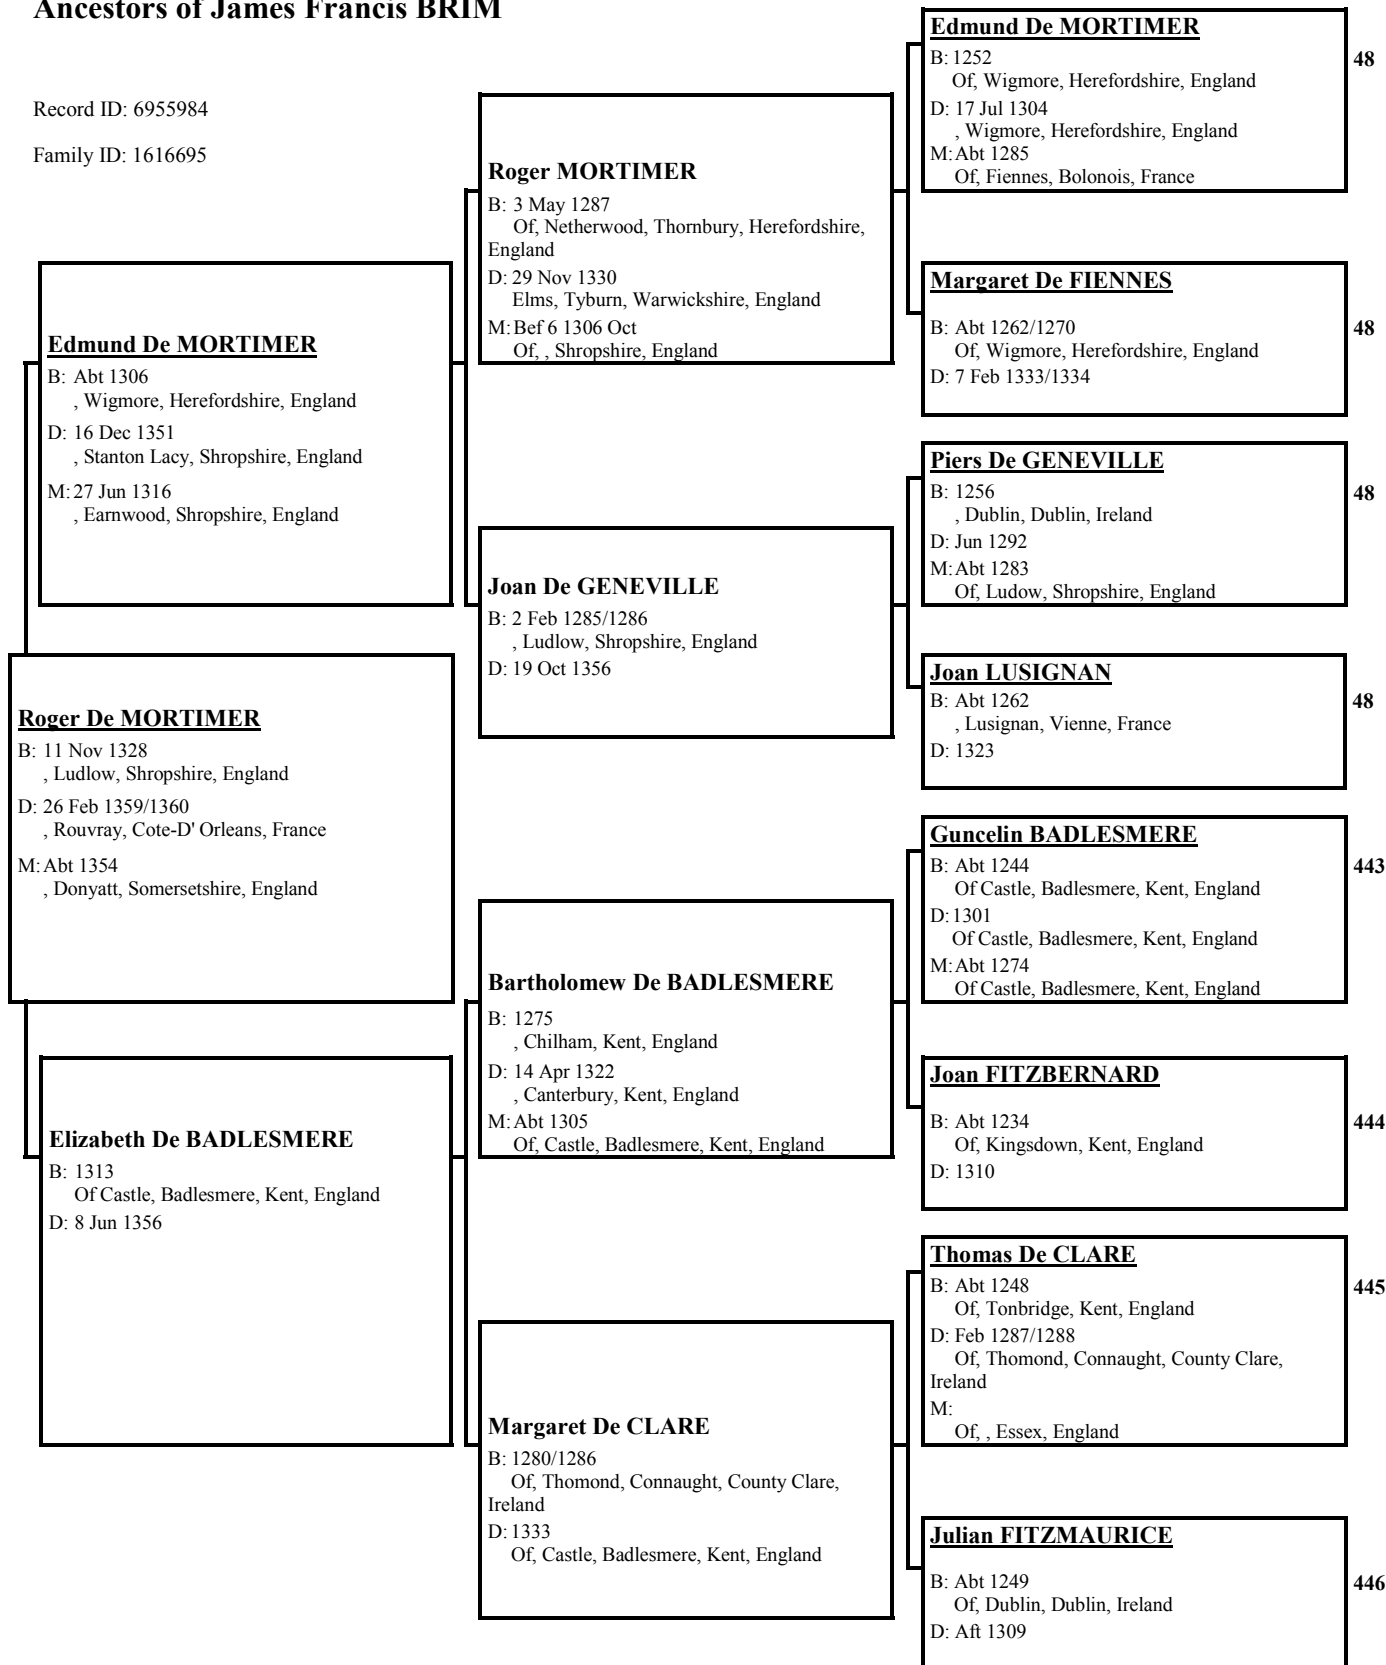 Ancestors of James Francis BRIM
Record ID: 6955984
Family ID: 1616695
Roger De MORTIMER
B: 11 Nov 1328
, Ludlow, Shropshire, England
D: 26 Feb 1359/1360
, Rouvray, Cote-D' Orleans, France
M: Abt 1354
, Donyatt, Somersetshire, England
Edmund De MORTIMER
B: Abt 1306
, Wigmore, Herefordshire, England
D: 16 Dec 1351
, Stanton Lacy, Shropshire, England
M: 27 Jun 1316
, Earnwood, Shropshire, England
Elizabeth De BADLESMERE
B: 1313
Of Castle, Badlesmere, Kent, England
D: 8 Jun 1356
Roger MORTIMER
B: 3 May 1287
Of, Netherwood, Thornbury, Herefordshire,
England
D: 29 Nov 1330
Elms, Tyburn, Warwickshire, England
M: Bef 6 1306 Oct
Of, , Shropshire, England
Joan De GENEVILLE
B: 2 Feb 1285/1286
, Ludlow, Shropshire, England
D: 19 Oct 1356
Bartholomew De BADLESMERE
B: 1275
, Chilham, Kent, England
D: 14 Apr 1322
, Canterbury, Kent, England
M: Abt 1305
Of, Castle, Badlesmere, Kent, England
Margaret De CLARE
B: 1280/1286
Of, Thomond, Connaught, County Clare,
Ireland
D: 1333
Of, Castle, Badlesmere, Kent, England
Edmund De MORTIMER
B: 1252
Of, Wigmore, Herefordshire, England
D: 17 Jul 1304
, Wigmore, Herefordshire, England
M: Abt 1285
Of, Fiennes, Bolonois, France
48
Margaret De FIENNES
B: Abt 1262/1270
Of, Wigmore, Herefordshire, England
D: 7 Feb 1333/1334
48
Piers De GENEVILLE
B: 1256
, Dublin, Dublin, Ireland
D: Jun 1292
M: Abt 1283
Of, Ludow, Shropshire, England
48
Joan LUSIGNAN
B: Abt 1262
, Lusignan, Vienne, France
D: 1323
48
Guncelin BADLESMERE
B: Abt 1244
Of Castle, Badlesmere, Kent, England
D: 1301
Of Castle, Badlesmere, Kent, England
M: Abt 1274
Of Castle, Badlesmere, Kent, England
443
Joan FITZBERNARD
B: Abt 1234
Of, Kingsdown, Kent, England
D: 1310
444
Thomas De CLARE
B: Abt 1248
Of, Tonbridge, Kent, England
D: Feb 1287/1288
Of, Thomond, Connaught, County Clare,
Ireland
M:
Of, , Essex, England
445
Julian FITZMAURICE
B: Abt 1249
Of, Dublin, Dublin, Ireland
D: Aft 1309
446